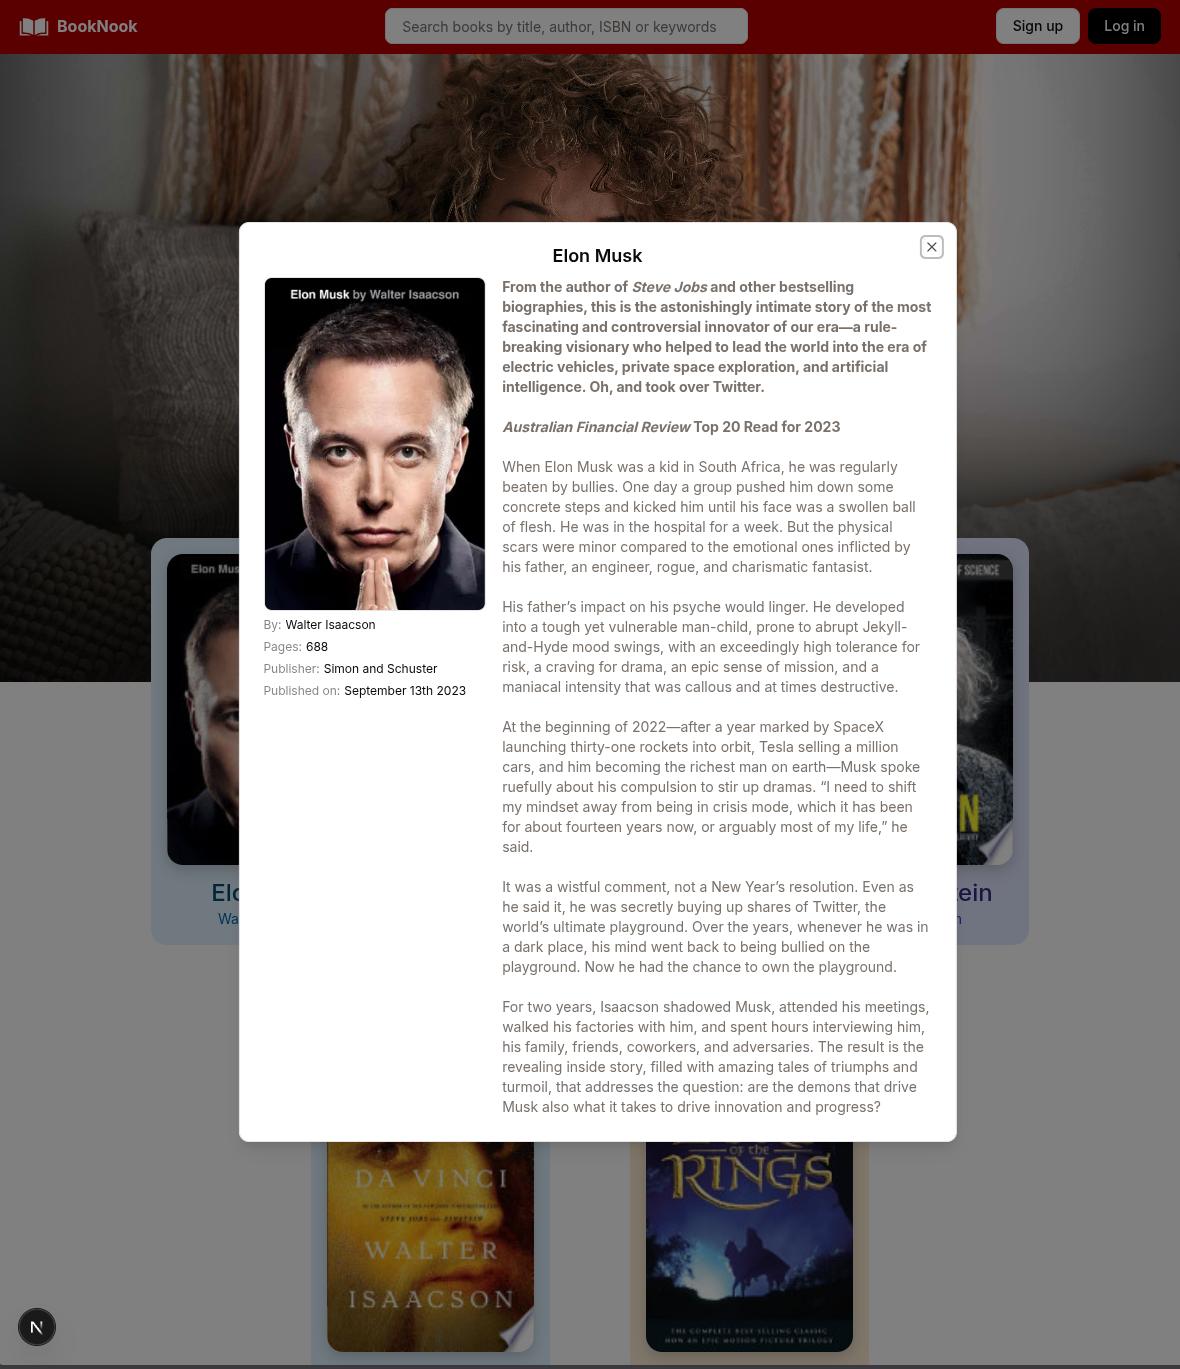 BookNook
Search books by title, author, ISBN or keywords
Sign up
Log in
Elon Musk
Elon Musk by Walter Isaacson
By: Walter Isaacson
Pages: 688
Publisher: Simon and Schuster
Published on: September 13th 2023
From the author of Steve Jobs and other bestselling
biographies, this is the astonishingly intimate story of the most
fascinating and controversial innovator of our era—a rule-
breaking visionary who helped to lead the world into the era of
electric vehicles, private space exploration, and artificial
intelligence. Oh, and took over Twitter.
Australian Financial Review Top 20 Read for 2023
When Elon Musk was a kid in South Africa, he was regularly
beaten by bullies. One day a group pushed him down some
concrete steps and kicked him until his face was a swollen ball
of flesh. He was in the hospital for a week. But the physical
scars were minor compared to the emotional ones inflicted by
his father, an engineer, rogue, and charismatic fantasist.
His father’s impact on his psyche would linger. He developed
into a tough yet vulnerable man-child, prone to abrupt Jekyll-
and-Hyde mood swings, with an exceedingly high tolerance for
risk, a craving for drama, an epic sense of mission, and a
maniacal intensity that was callous and at times destructive.
At the beginning of 2022—after a year marked by SpaceX
launching thirty-one rockets into orbit, Tesla selling a million
cars, and him becoming the richest man on earth—Musk spoke
ruefully about his compulsion to stir up dramas. “I need to shift
my mindset away from being in crisis mode, which it has been
for about fourteen years now, or arguably most of my life,” he
said.
It was a wistful comment, not a New Year’s resolution. Even as
he said it, he was secretly buying up shares of Twitter, the
world’s ultimate playground. Over the years, whenever he was in
a dark place, his mind went back to being bullied on the
playground. Now he had the chance to own the playground.
For two years, Isaacson shadowed Musk, attended his meetings,
walked his factories with him, and spent hours interviewing him,
his family, friends, coworkers, and adversaries. The result is the
revealing inside story, filled with amazing tales of triumphs and
turmoil, that addresses the question: are the demons that drive
Musk also what it takes to drive innovation and progress?
Elon Mu
OF SCIENCE
N
Elo
Wa
tein
n
DA VINCI
STEVE JOBS AND EINSTEIN
WALTER
ISAACSON
OF THE
RINGS
THE COMPLETE BEST-SELLING CLASSIC
NOW AN EPIC MOTION PICTURE TRILOGY
N